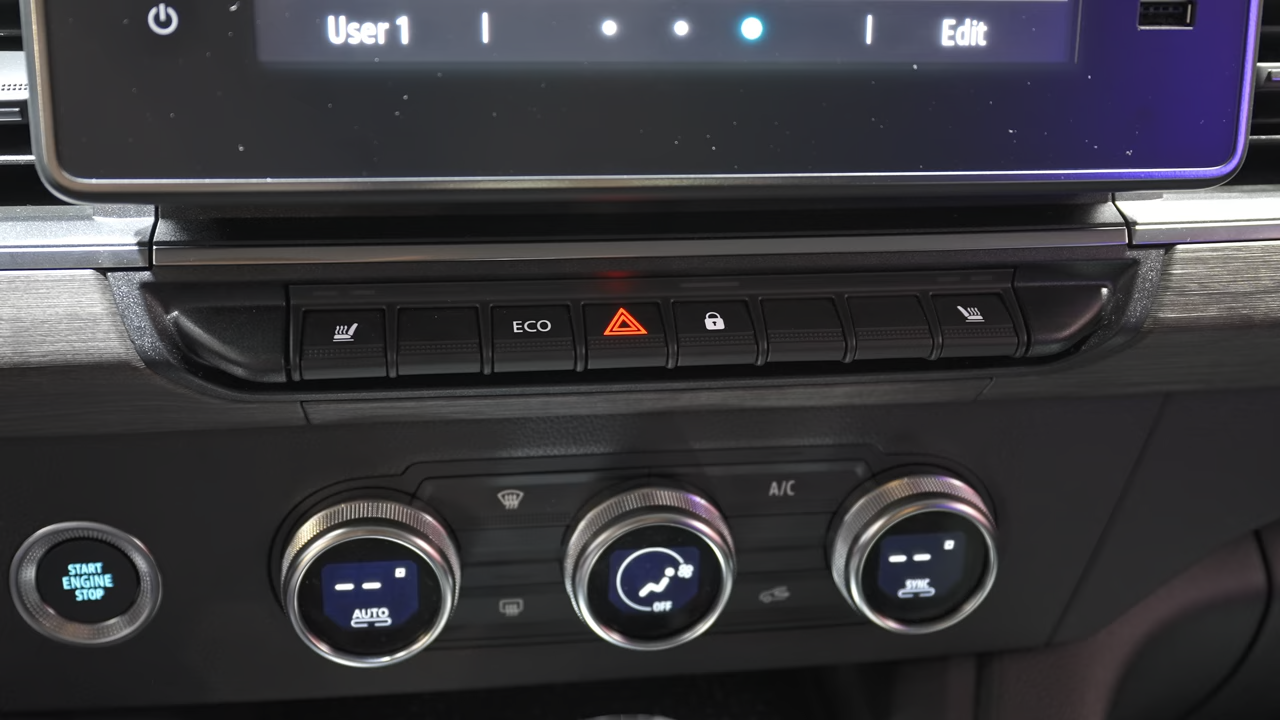 User 1
Edit
ECO
A/C
START
ENGINE
STOP
-- 
AUTO
OFF
--
SYNC